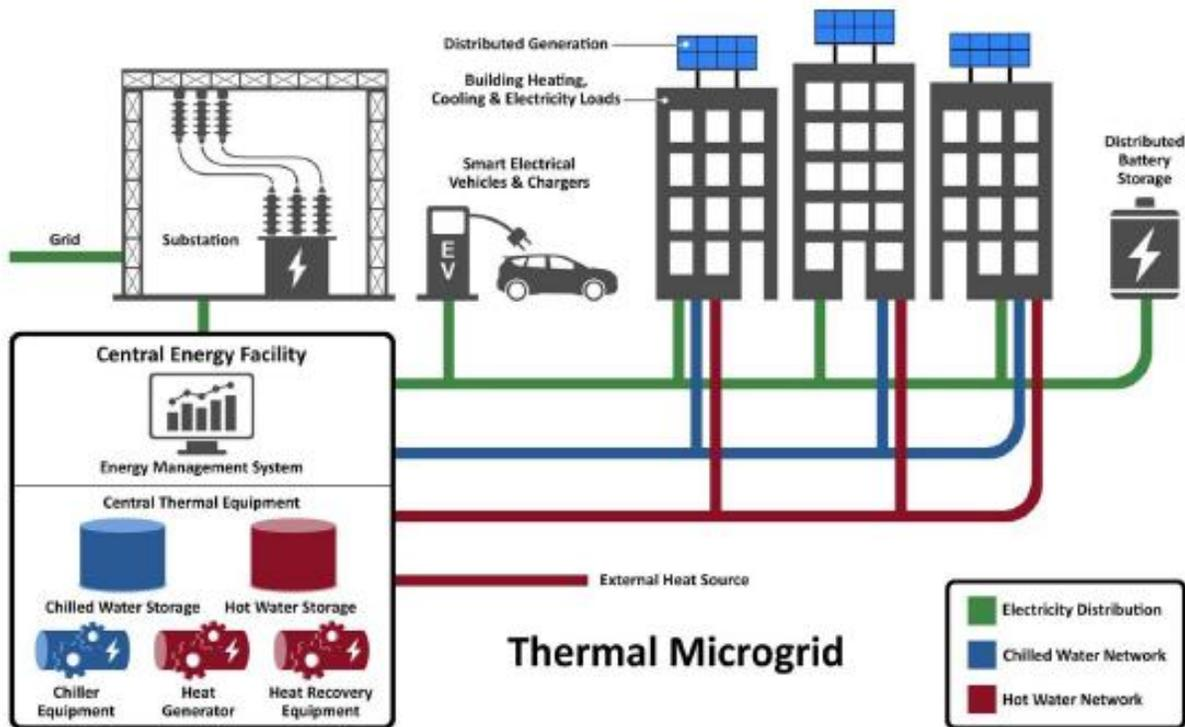 Distributed Generation
Building Heating,
Cooling & Electricity Loads
Smart Electrical
Vehicles & Chargers
Distributed
Battery
Storage
Grid
Substation
EV
Central Energy Facility
Energy Management System
Central Thermal Equipment
Chilled Water Storage
Hot Water Storage
Chiller
Equipment
Heat
Generator
Heat Recovery
Equipment
External Heat Source
Thermal Microgrid
Electricity Distribution
Chilled Water Network
Hot Water Network